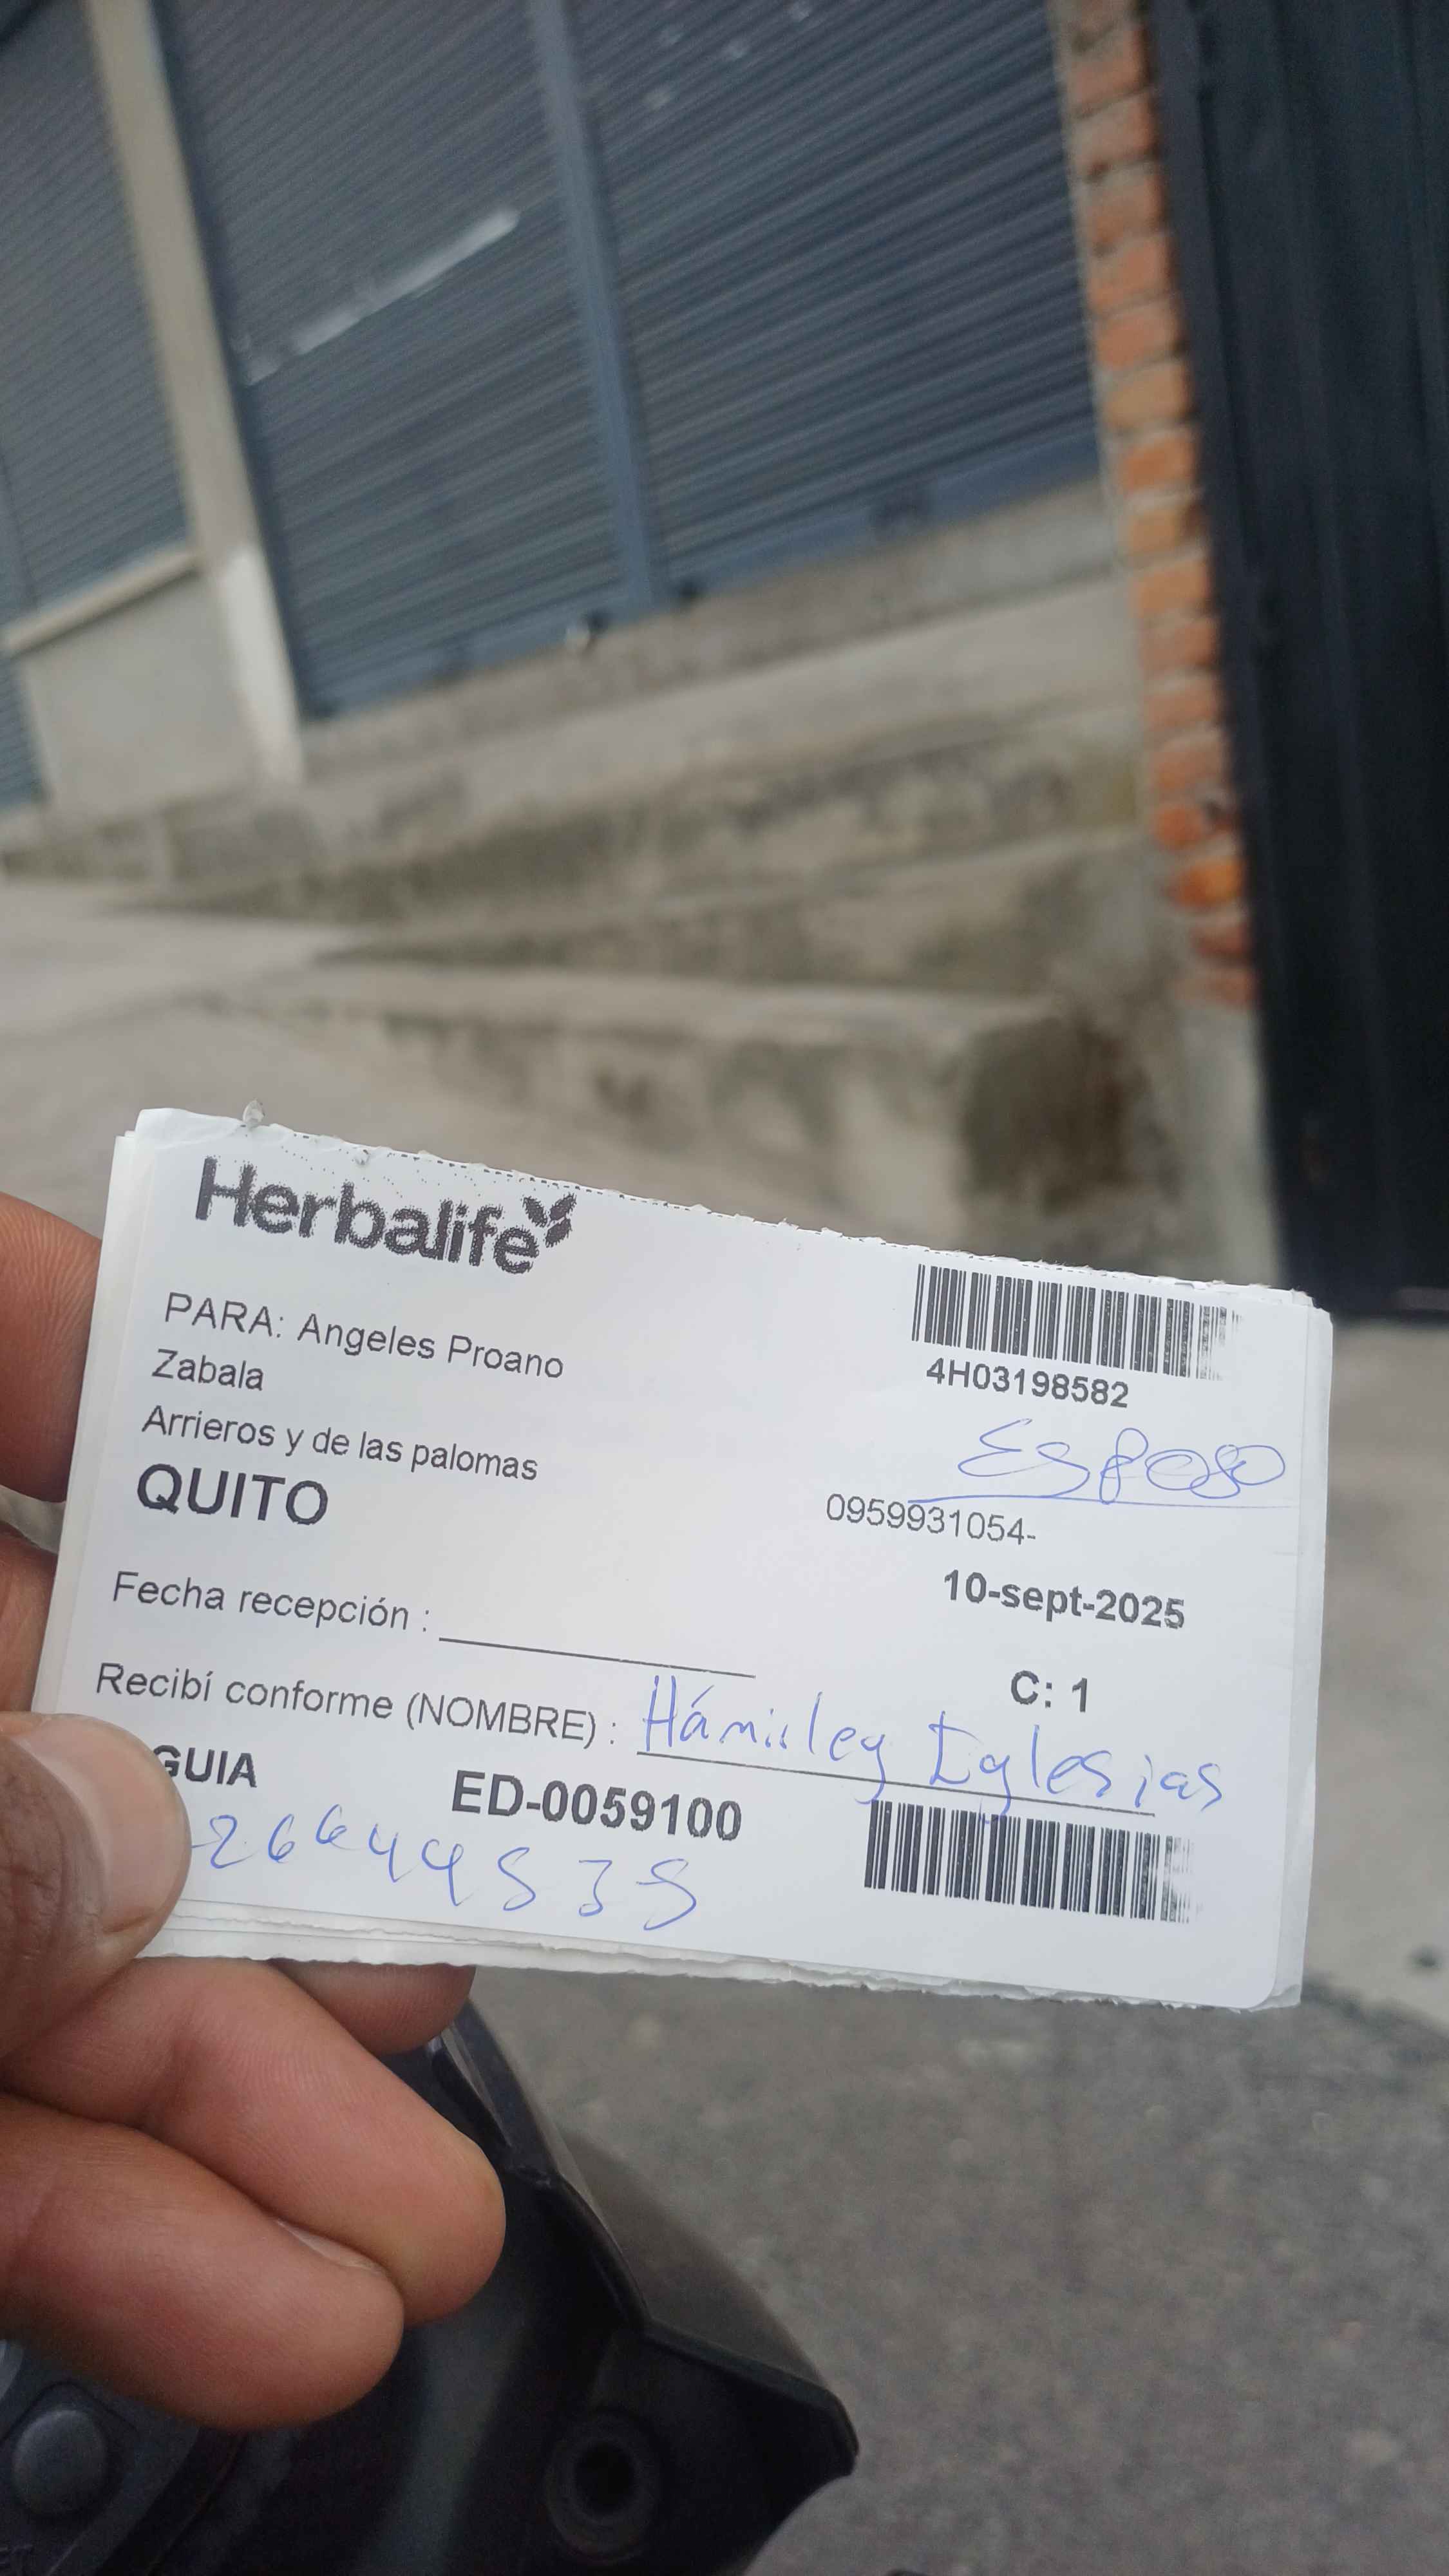 Herbalife
4H03198582
PARA: Angeles Proano
Zabala
Arrieros y de las palomas
QUITO
Esposo
0959931054-
10-sept-2025
Fecha recepción :
C: 1
Recibí conforme (NOMBRE) : Iglesias
GUIA ED-0059100